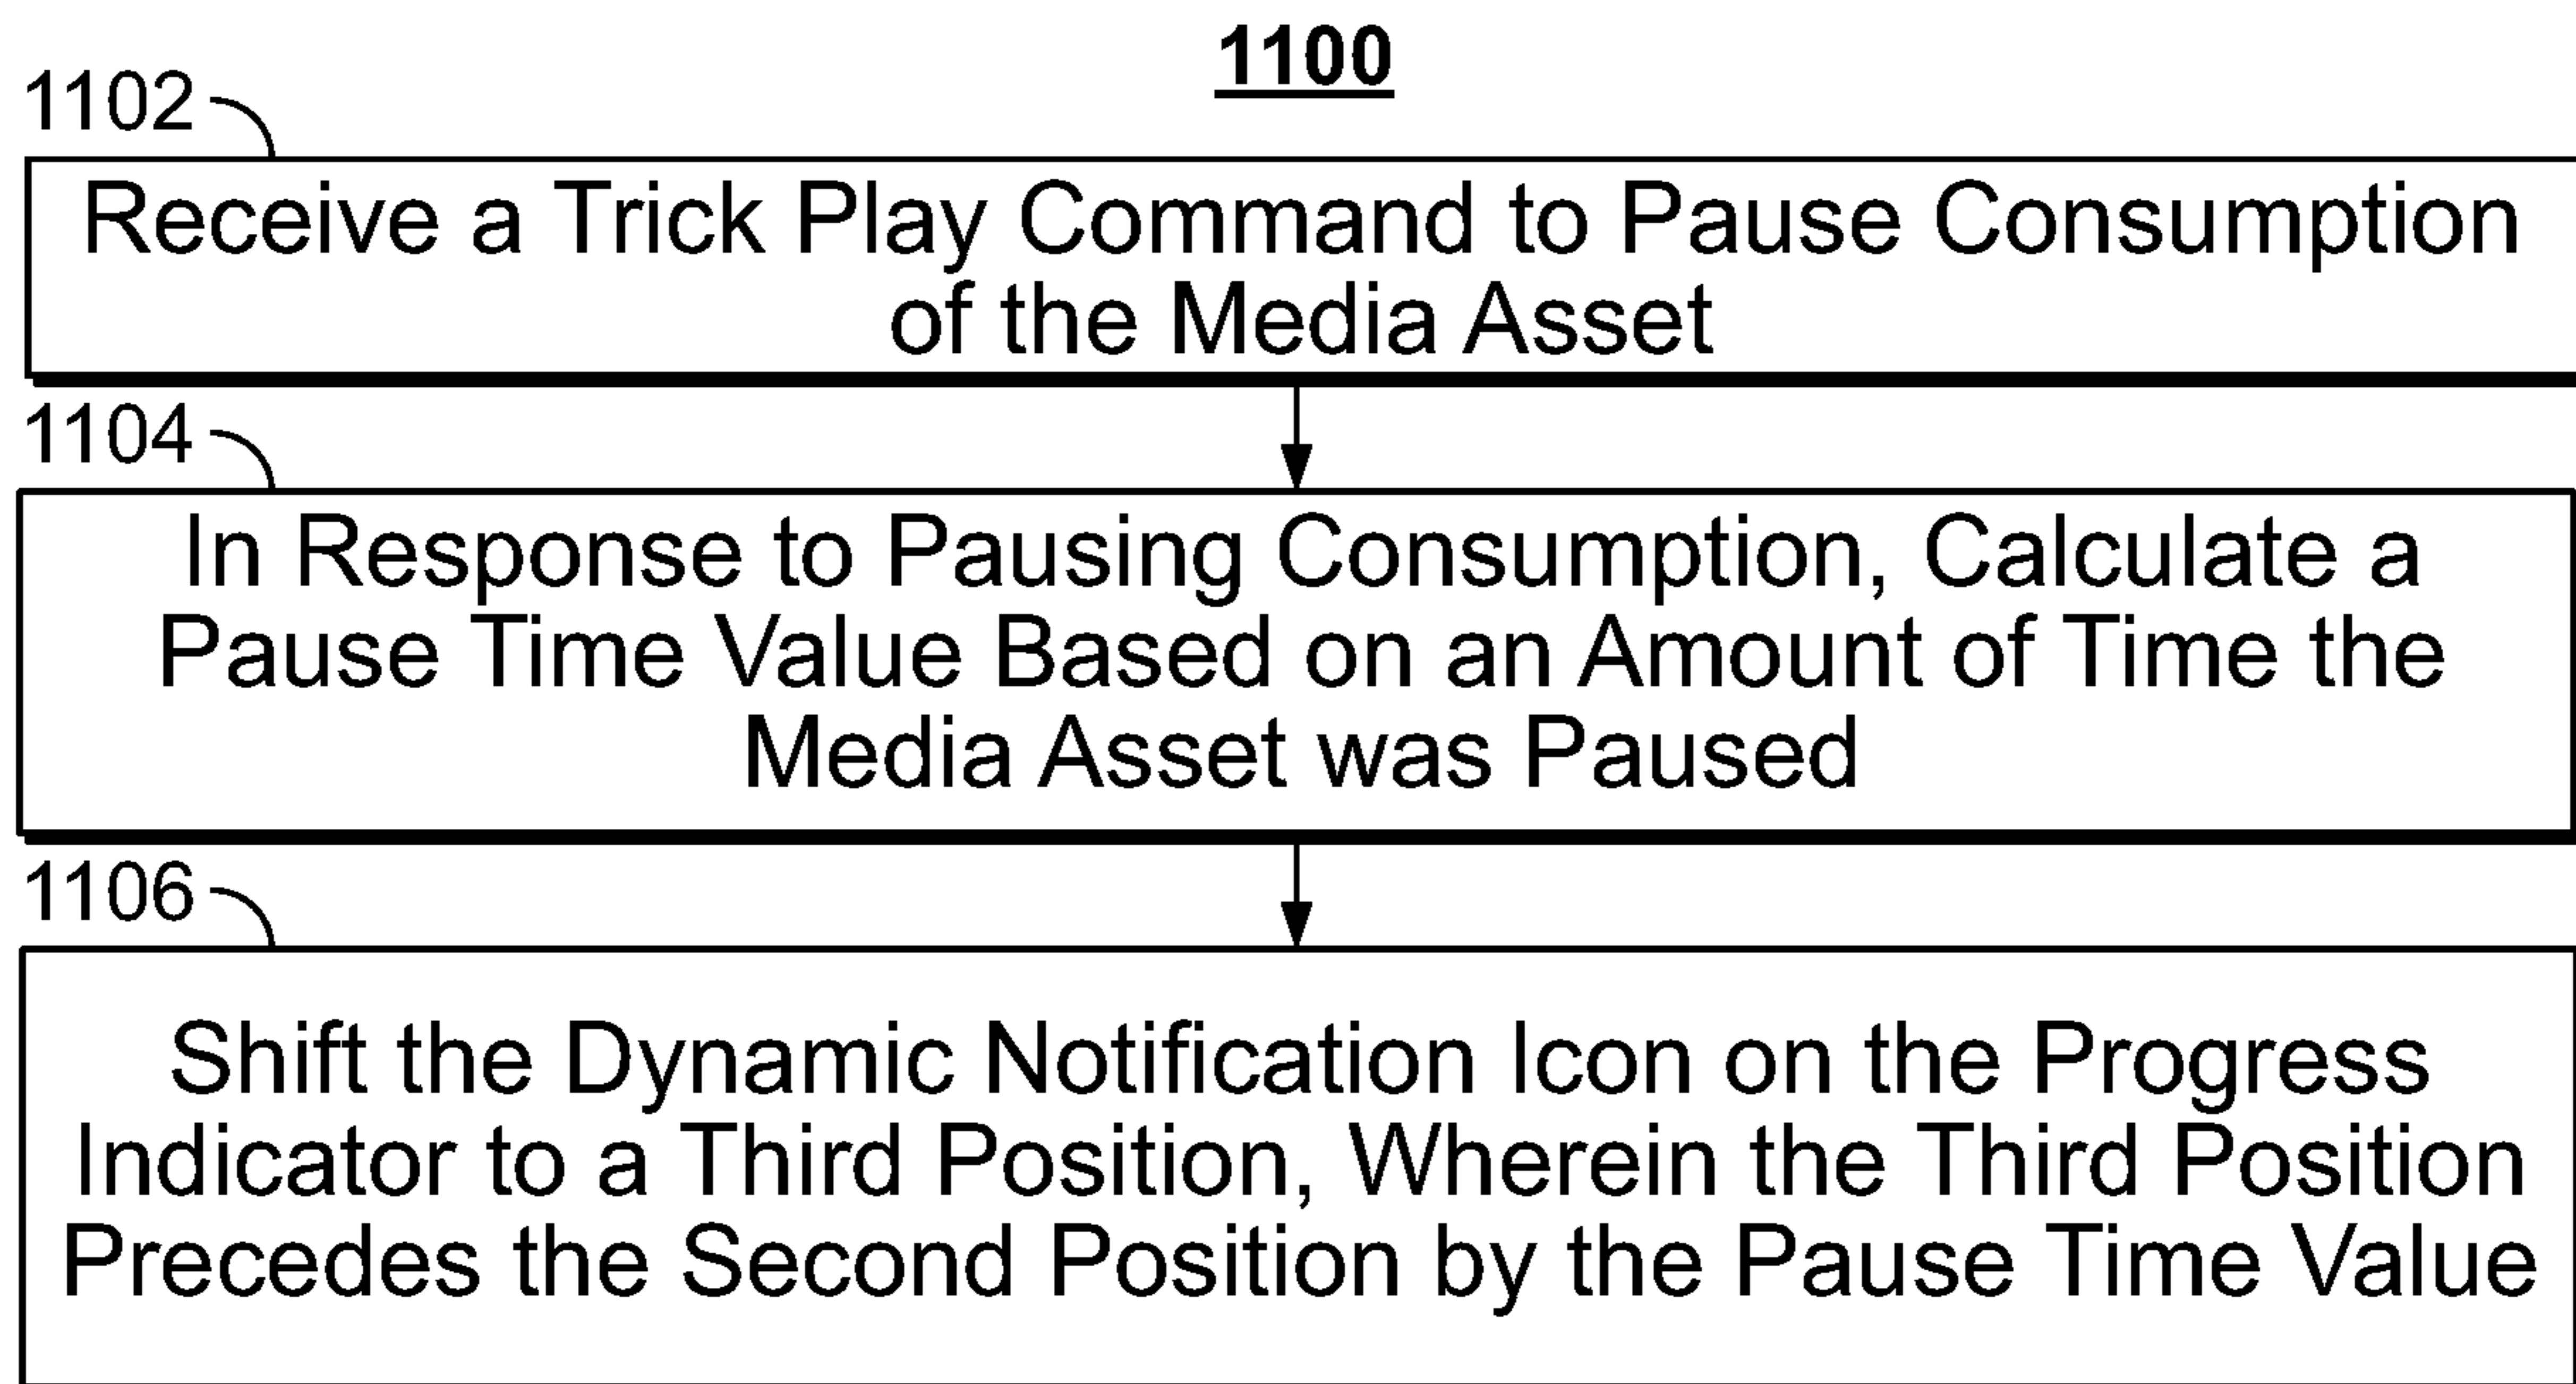 1100
1102
Receive a Trick Play Command to Pause Consumption
of the Media Asset
1104
In Response to Pausing Consumption, Calculate a
Pause Time Value Based on an Amount of Time the
Media Asset was Paused
1106
Shift the Dynamic Notification Icon on the Progress
Indicator to a Third Position, Wherein the Third Position
Precedes the Second Position by the Pause Time Value